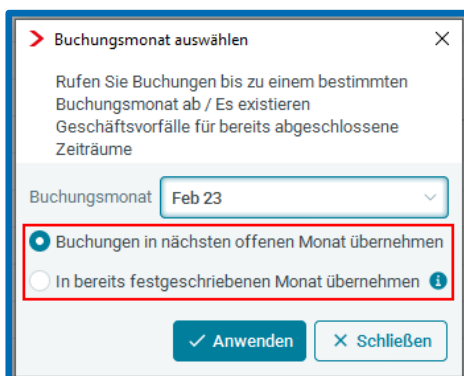 Buchungsmonat auswählen
Rufen Sie Buchungen bis zu einem bestimmten
Buchungsmonat ab / Es existieren
Geschäftsvorfälle für bereits abgeschlossene
Zeiträume
Buchungsmonat Feb 23
Buchungen in nächsten offenen Monat übernehmen
In bereits festgeschriebenen Monat übernehmen i
Anwenden Schließen